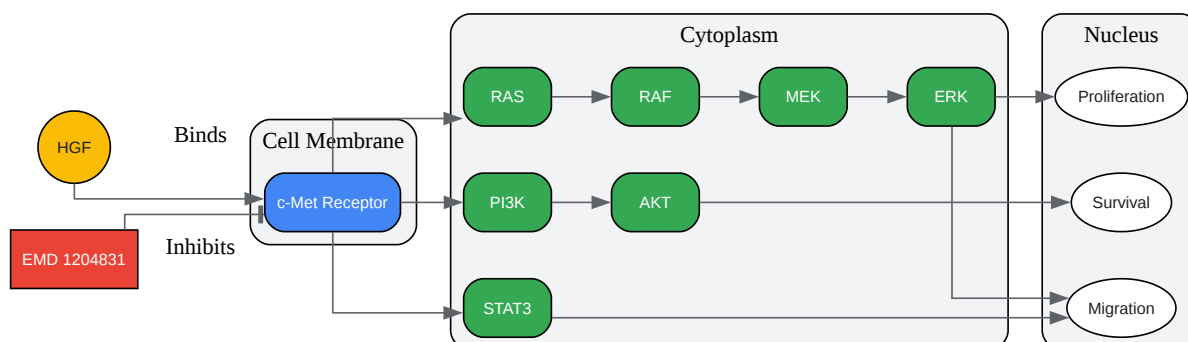 Cytoplasm
Nucleus
RAS
RAF
MEK
ERK
Proliferation
Binds
Cell Membrane
HGF
c-Met Receptor
PI3K
AKT
Survival
Inhibits
EMD 1204831
STAT3
Migration